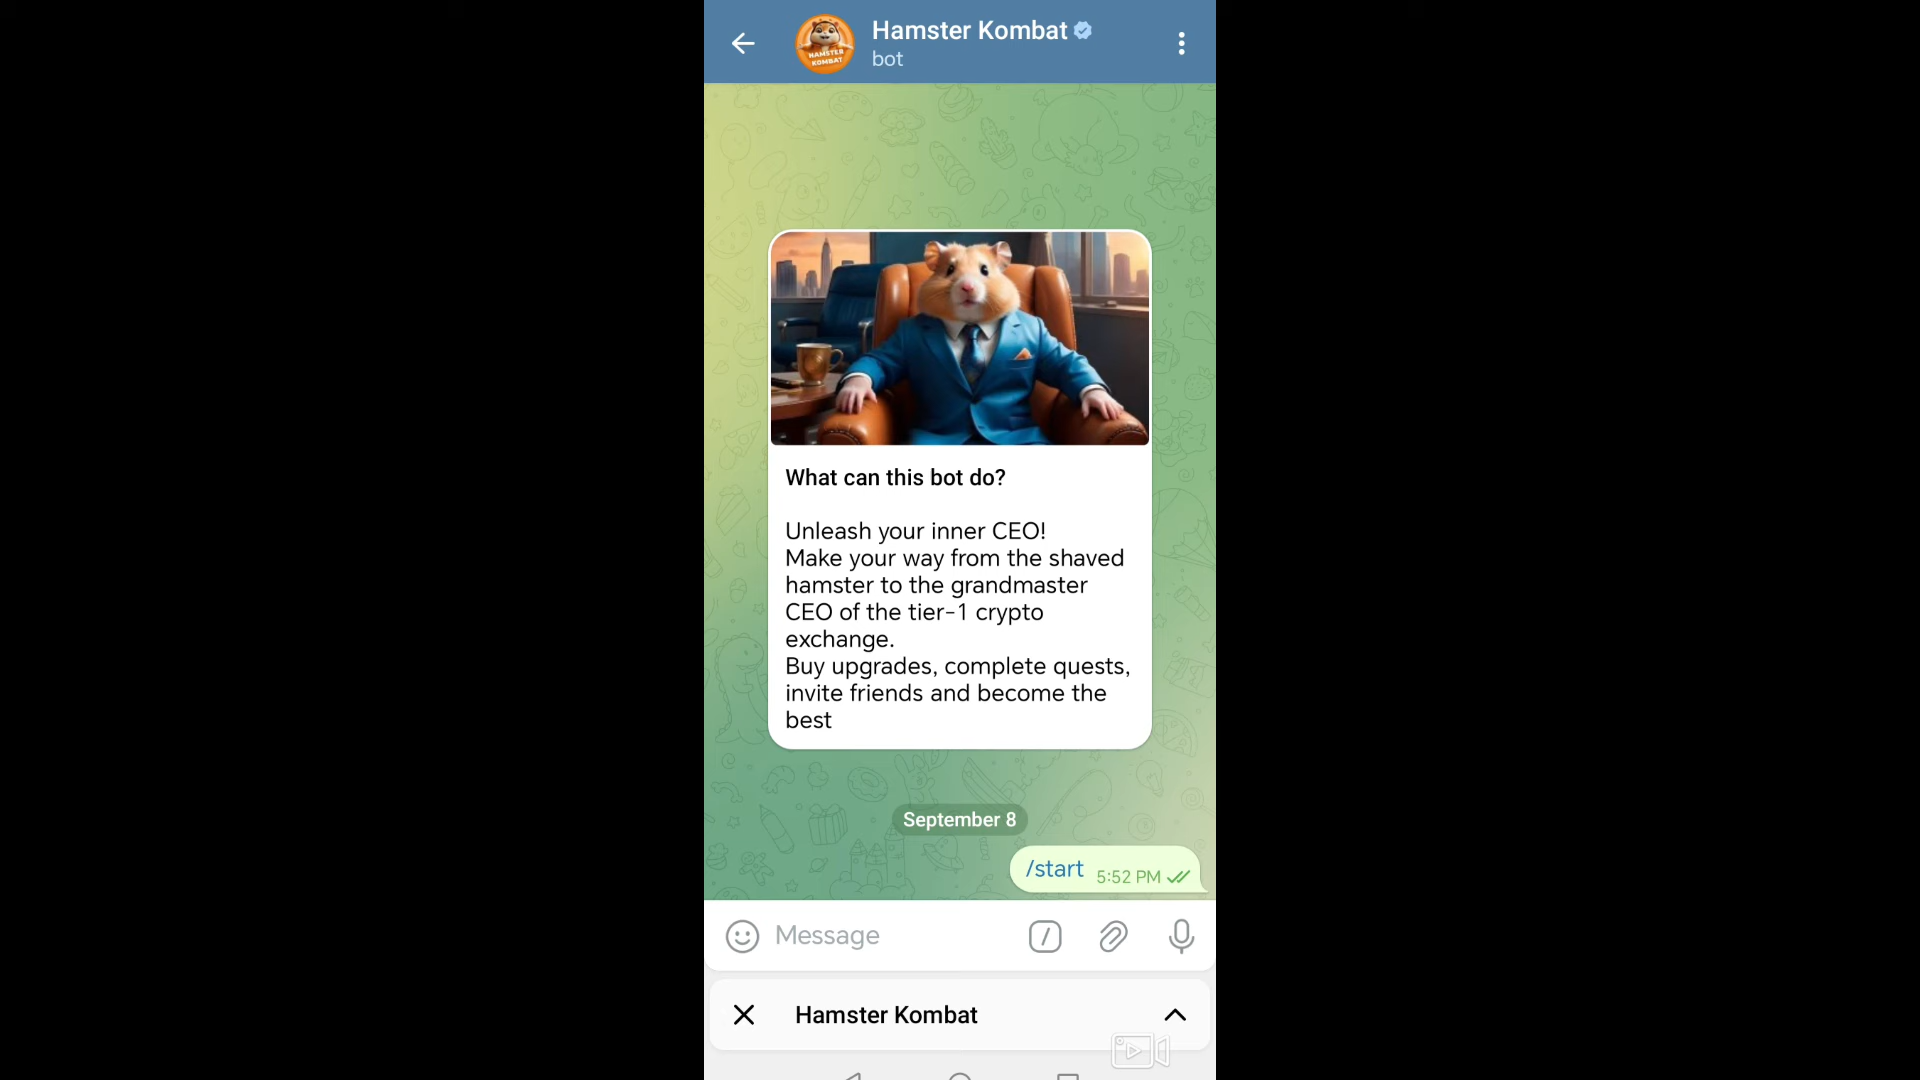 Hamster Kombat
bot
HAMSTER
KOMBAT
What can this bot do?
Unleash your inner CEO!
Make your way from the shaved
hamster to the grandmaster
CEO of the tier-1 crypto
exchange.
Buy upgrades, complete quests,
invite friends and become the
best
September 8
/start 5:52 PM
Message
Hamster Kombat